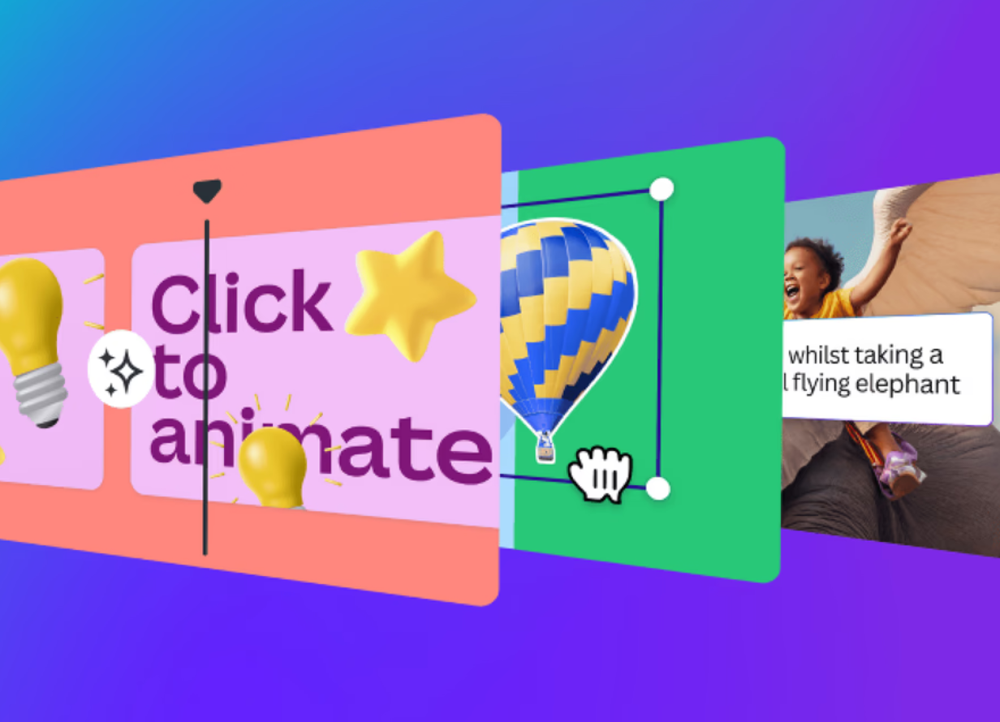 Click
to
animate
whilst taking a
l flying elephant